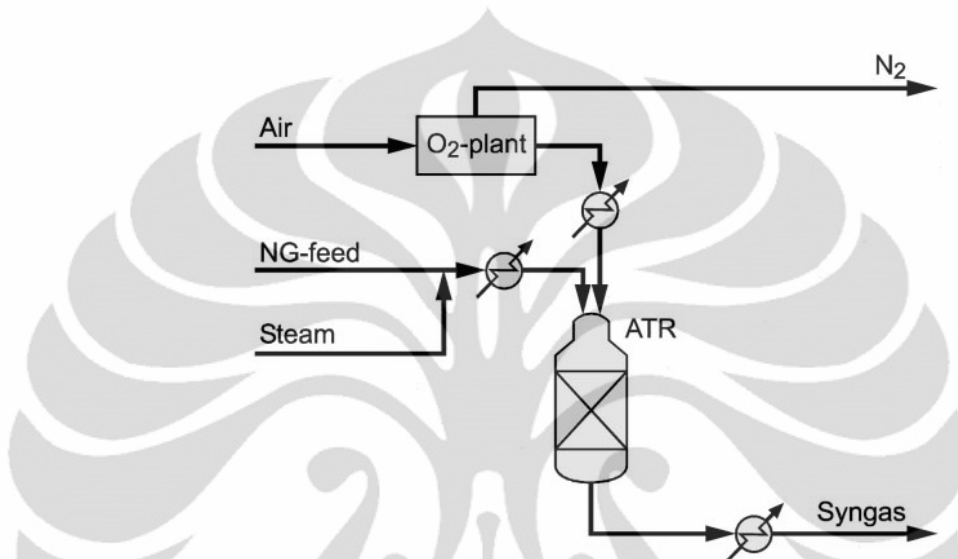 N2
Air
O2-plant
NG-feed
Steam
ATR
Syngas